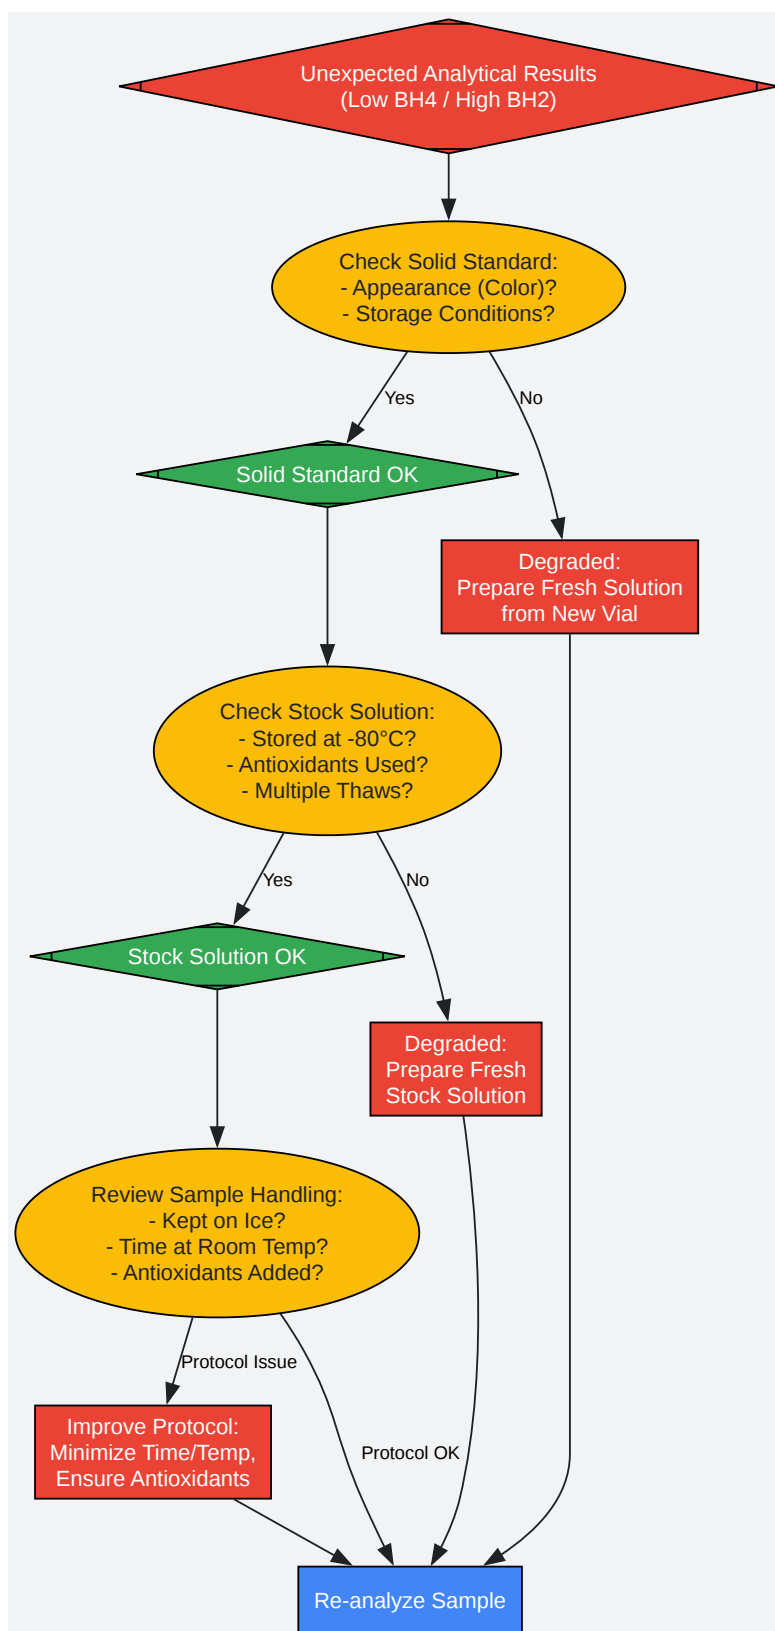 Unexpected Analytical Results
(Low BH4 / High BH2)
Check Solid Standard:
- Appearance (Color)?
- Storage Conditions?
Yes
No
Solid Standard OK
Degraded:
Prepare Fresh Solution
from New Vial
Check Stock Solution:
- Stored at -80°C?
- Antioxidants Used?
- Multiple Thaws?
Yes
No
Stock Solution OK
Degraded:
Prepare Fresh
Stock Solution
Review Sample Handling:
- Kept on Ice?
- Time at Room Temp?
- Antioxidants Added?
Protocol Issue
Improve Protocol:
Minimize Time/Temp,
Ensure Antioxidants
Protocol OK
Re-analyze Sample